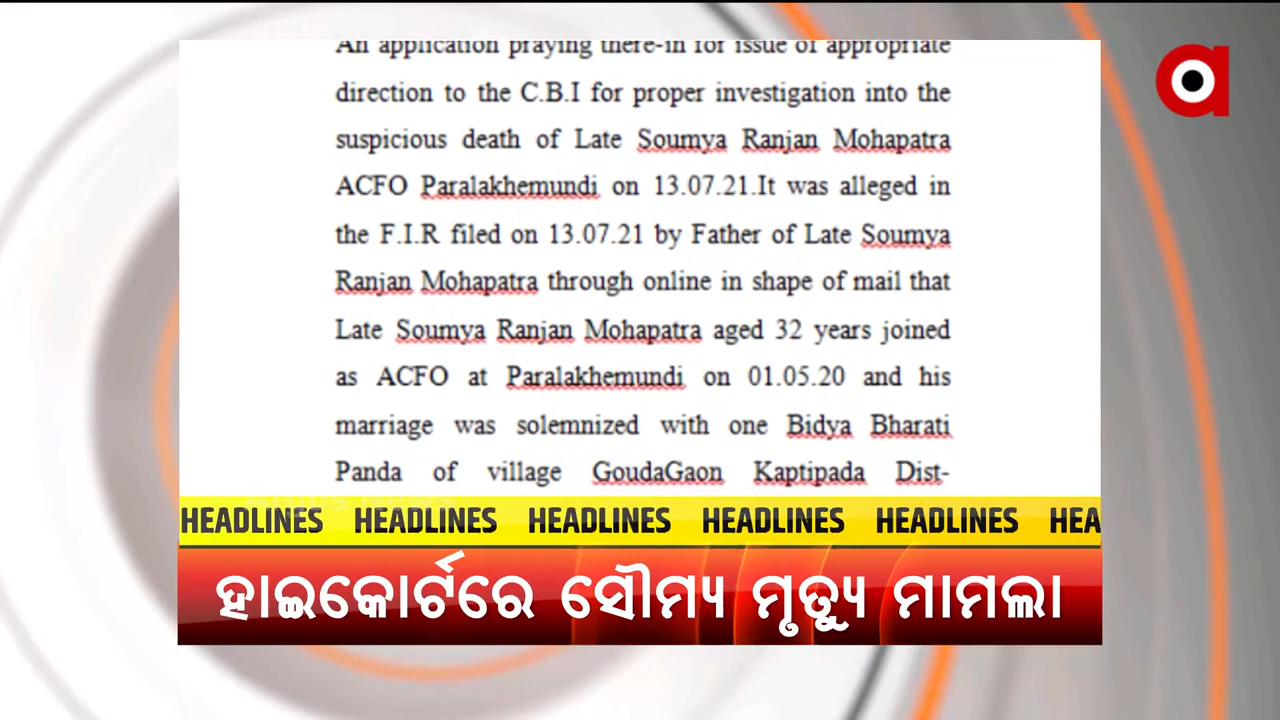 An application praying there-in for issue of appropriate
direction to the C.B.I for proper investigation into the
suspicious death of Late Soumya Ranjan Mohapatra
ACFO Paralakhemundi on 13.07.21.It was alleged in
the F.I.R filed on 13.07.21 by Father of Late Soumya
Ranjan Mohapatra through online in shape of mail that
Late Soumya Ranjan Mohapatra aged 32 years joined
as ACFO at Paralakhemundi on 01.05.20 and his
marriage was solemnized with one Bidya Bharati
Panda of village GoudaGaon Kaptipada Dist-
HEADLINES HEADLINES HEADLINES HEADLINES HEADLINES HEA
ହାଇକୋର୍ଟରେ ସୌମ୍ୟ ମୃତ୍ୟୁ ମାମଲା